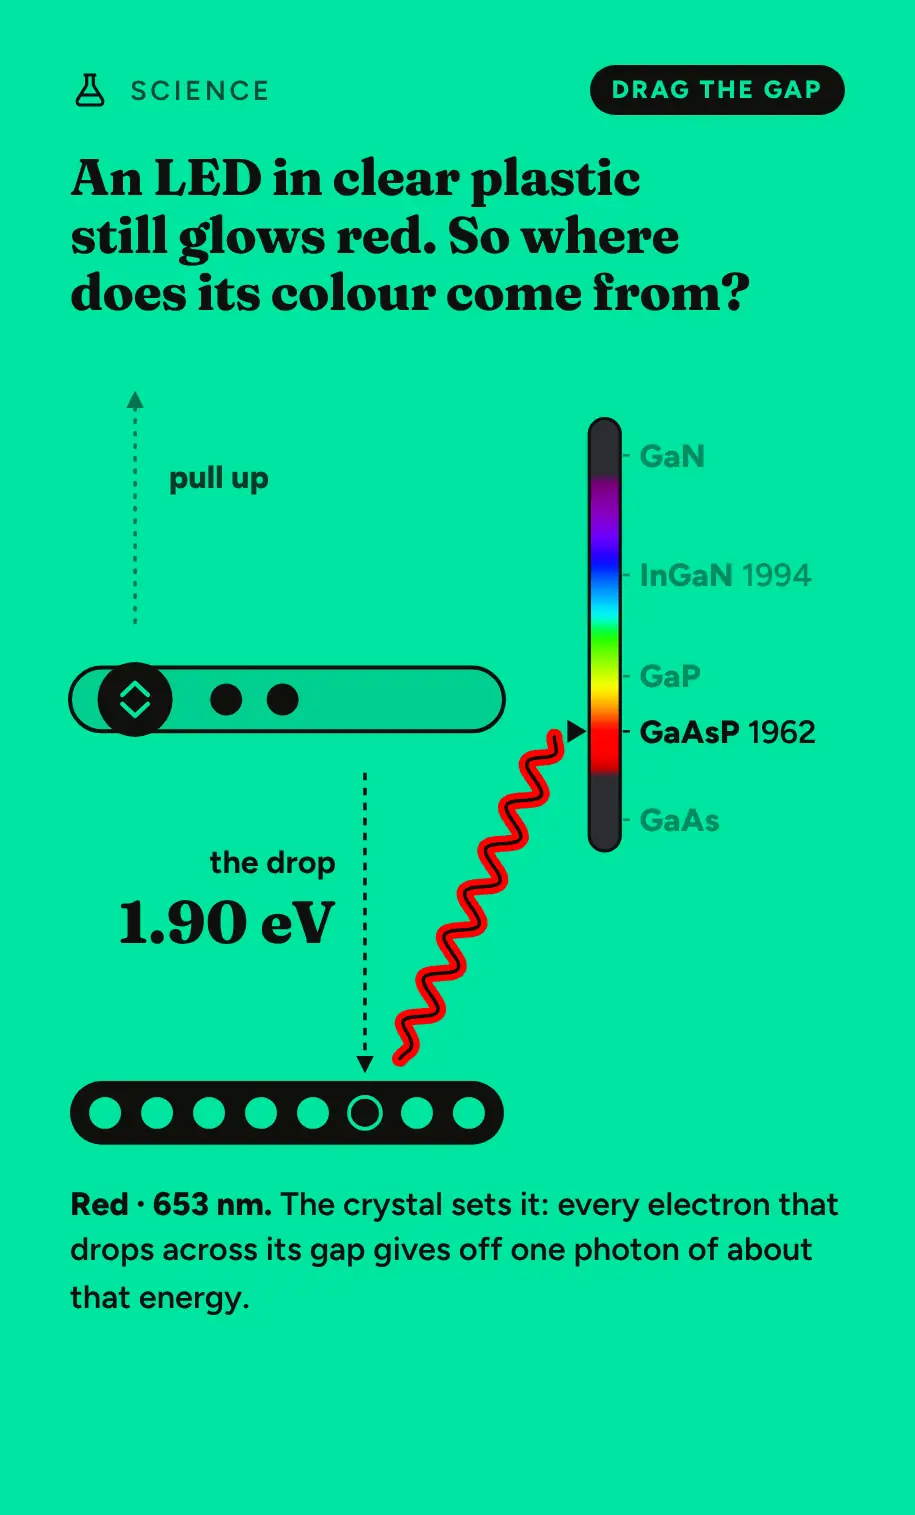 SCIENCE
DRAG THE GAP
An LED in clear plastic
still glows red. So where
does its colour come from?
pull up
GaN
InGaN 1994
GaP
GaAsP 1962
GaAs
the drop
1.90 eV
Red · 653 nm. The crystal sets it: every electron that
drops across its gap gives off one photon of about
that energy.